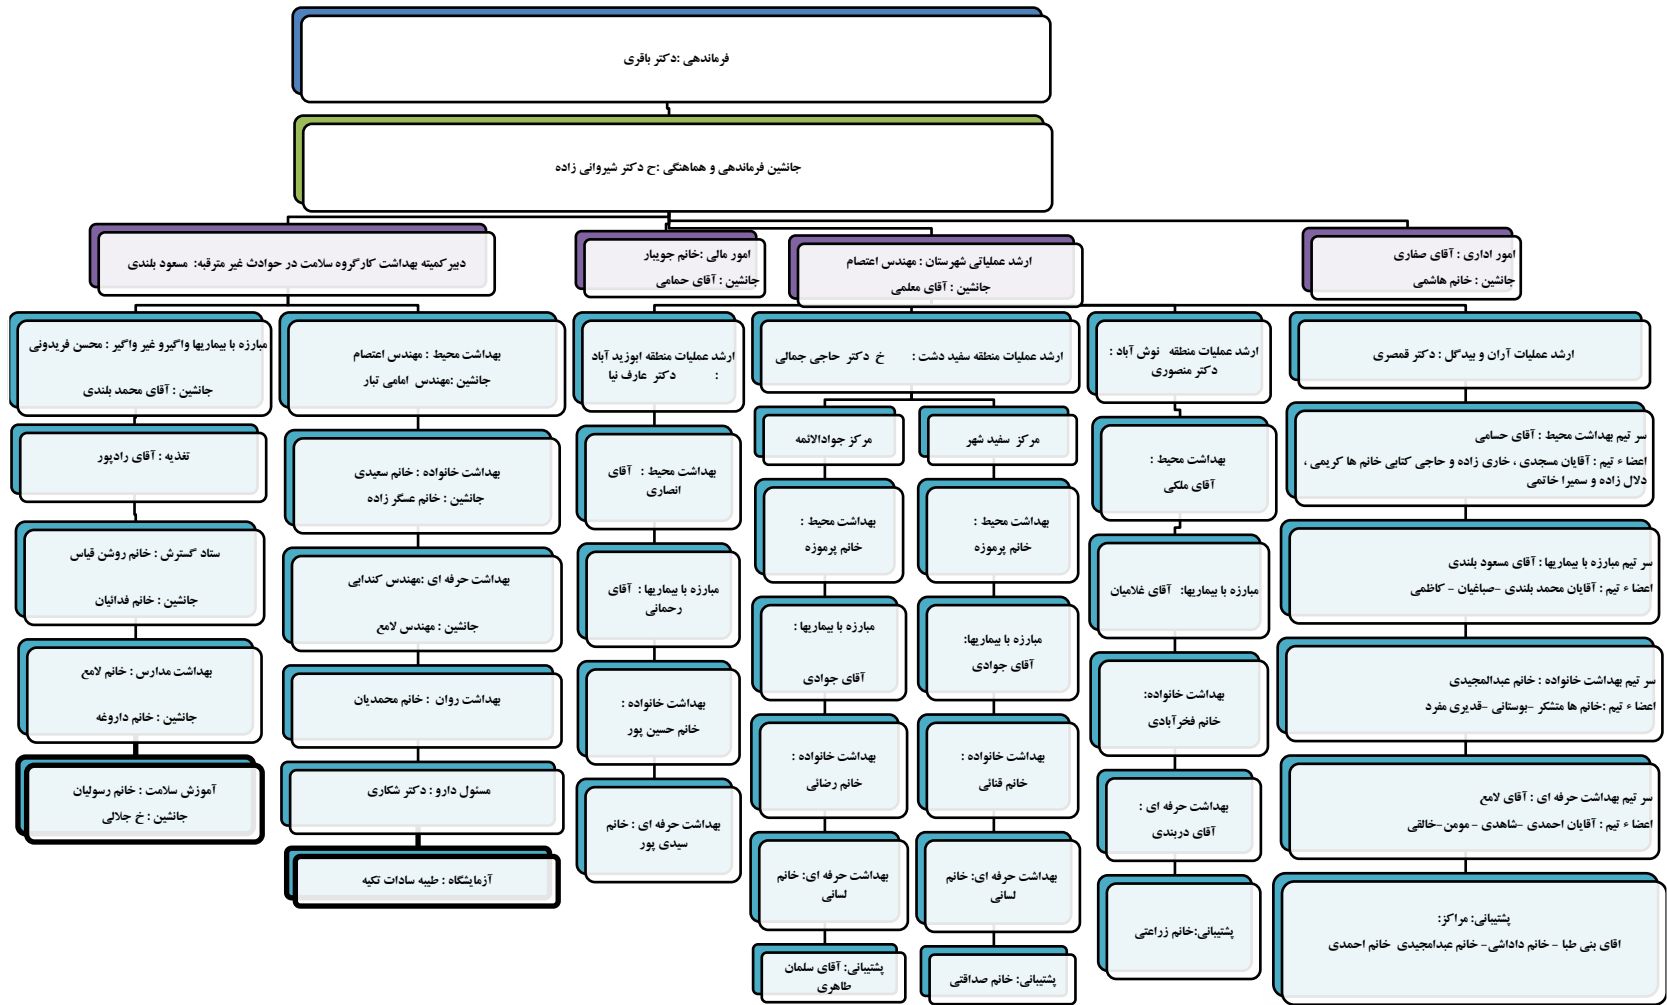 فرماندهی :دکتر باقری
جانشین فرماندهی و هماهنگی :ح دکتر شیروانی زاده
امور اداری : آقای صفاری
جانشین : خانم هاشمی
ارشد عملیاتی شهرستان : مهندس اعتصام
جانشین : آقای معلمی
امور مالی :خانم جویبار
جانشین : آقای حمامی
دبیرکمیته بهداشت کارگروه سلامت در حوادث غیر مترقبه: مسعود بلندی
ارشد عملیات آران و بیدگل : دکتر قمصری
سر تیم بهداشت محیط : آقای حسامی
اعضا ء تیم : آقایان مسجدی ، خاری زاده و حاجی کتابی خانم ها کریمی ،
دلال زاده و سمیرا خاتمی
سر تیم مبارزه با بیماریها : آقای مسعود بلندی
اعضا ء تیم : آقایان محمد بلندی –صباغیان – کاظمی
سر تیم بهداشت خانواده : خانم عبدالمجیدی
اعضا ء تیم :خانم ها متشکر –بوستانی –قدیری مفرد
سر تیم بهداشت حرفه ای : آقای لامع
اعضا ء تیم : آقایان احمدی –شاهدی – مومن–خالقی
پشتیبانی: مراکز:
اقای بنی طبا – خانم داداشی– خانم عبدامجیدی خانم احمدی
ارشد عملیات منطقه نوش آباد :
دکتر منصوری
بهداشت محیط :
آقای ملکی
مبارزه با بیماریها: آقای غلامیان
بهداشت خانواده:
خانم فخرآبادی
بهداشت حرفه ای :
آقای دربندی
پشتیبانی:خانم زراعتی
ارشد عملیات منطقه سفید دشت : خ دکتر حاجی جمالی
مرکز سفید شهر
بهداشت محیط :
خانم پرموزه
مبارزه با بیماریها:
آقای جوادی
بهداشت خانواده :
خانم قنائی
بهداشت حرفه ای: خانم
لسانی
پشتیبانی: خانم صداقتی
مرکز جوادالائمه
بهداشت محیط :
خانم پرموزه
مبارزه با بیماریها :
آقای جوادی
بهداشت خانواده :
خانم رضائی
بهداشت حرفه ای: خانم
لسانی
پشتیبانی: آقای سلمان
طاهری
ارشد عملیات منطقه ابوزید آباد
: دکتر عارف نیا
بهداشت محیط : آقای
انصاری
مبارزه با بیماریها : آقای
رحمانی
بهداشت خانواده :
خانم حسین پور
بهداشت حرفه ای : خانم
سیدی پور
بهداشت محیط : مهندس اعتصام
جانشین :مهندس امامی تبار
بهداشت خانواده : خانم سعیدی
جانشین : خانم عسگر زاده
بهداشت حرفه ای :مهندس کندابی
جانشین : مهندس لامع
بهداشت روان : خانم محمدیان
مسئول دارو : دکتر شکاری
آزمایشگاه : طیبه سادات تکیه
مبارزه با بیماریها واگیرو غیر واگیر : محسن فریدونی
جانشین : آقای محمد بلندی
تغذیه : آقای رادپور
ستاد گسترش : خانم روشن قیاس
جانشین : خانم فدائیان
بهداشت مدارس : خانم لامع
جانشین : خانم داروغه
آموزش سلامت : خانم رسولیان
جانشین : خ جلالی